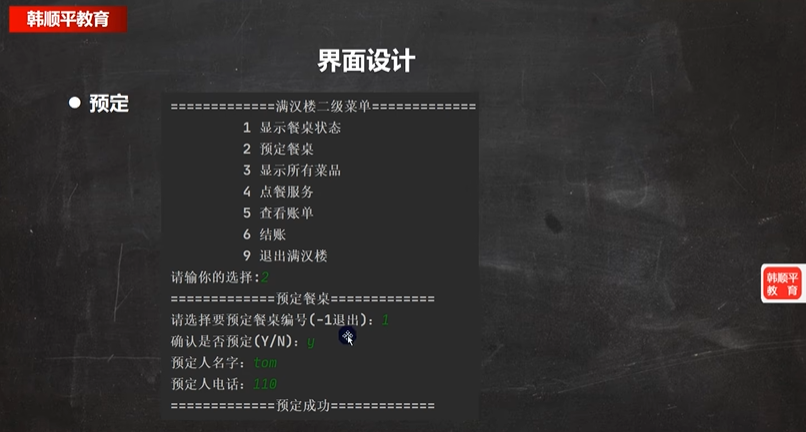 韩顺平教育
界面设计
● 预定
=============满汉楼二级菜单=============
1 显示餐桌状态
2 预定餐桌
3 显示所有菜品
4 点餐服务
5 查看账单
6 结账
9 退出满汉楼
请输你的选择:2
=============预定餐桌=============
请选择要预定餐桌编号(-1退出)：1
确认是否预定(Y/N)：y
预定人名字：tom
预定人电话：110
=============预定成功=============
韩顺平
教 育